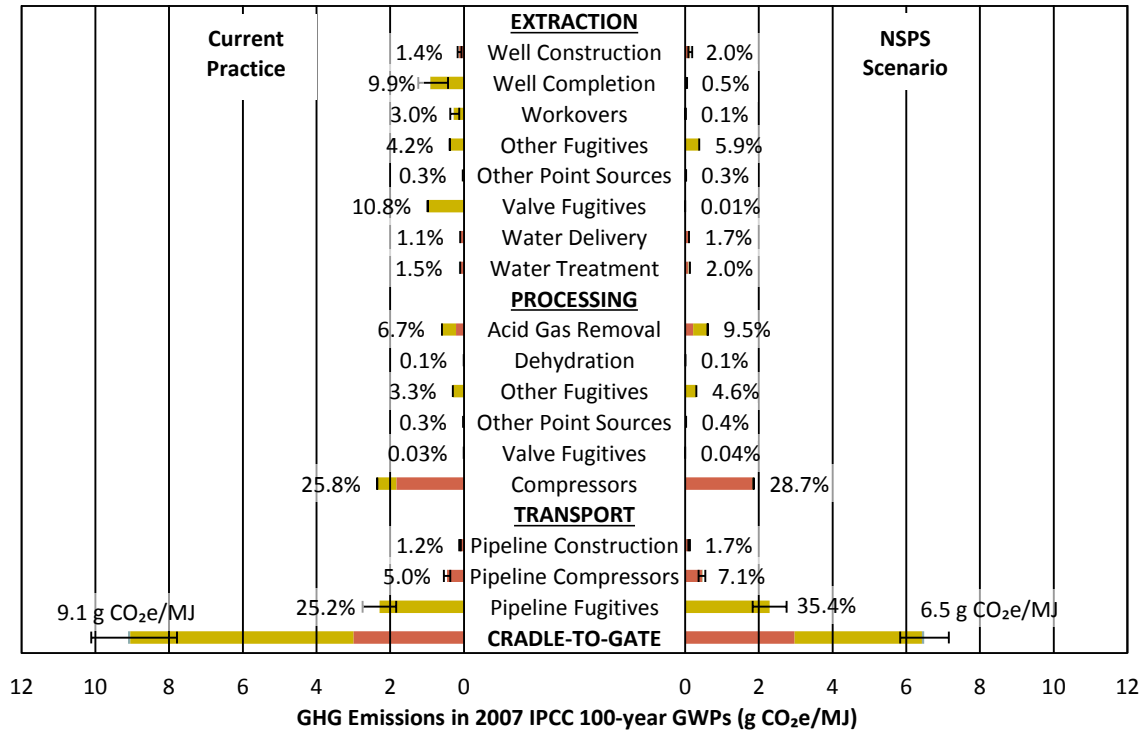 EXTRACTION
Current Practice
NSPS Scenario
1.4% Well Construction 2.0%
9.9% Well Completion 0.5%
3.0% Workovers 0.1%
4.2% Other Fugitives 5.9%
0.3% Other Point Sources 0.3%
10.8% Valve Fugitives 0.01%
1.1% Water Delivery 1.7%
1.5% Water Treatment 2.0%
PROCESSING
6.7% Acid Gas Removal 9.5%
0.1% Dehydration 0.1%
3.3% Other Fugitives 4.6%
0.3% Other Point Sources 0.4%
0.03% Valve Fugitives 0.04%
25.8% Compressors 28.7%
TRANSPORT
1.2% Pipeline Construction 1.7%
5.0% Pipeline Compressors 7.1%
25.2% Pipeline Fugitives 35.4%
9.1 g CO₂e/MJ CRADLE-TO-GATE 6.5 g CO₂e/MJ
12 10 8 6 4 2 0 0 2 4 6 8 10 12
GHG Emissions in 2007 IPCC 100-year GWPs (g CO₂e/MJ)